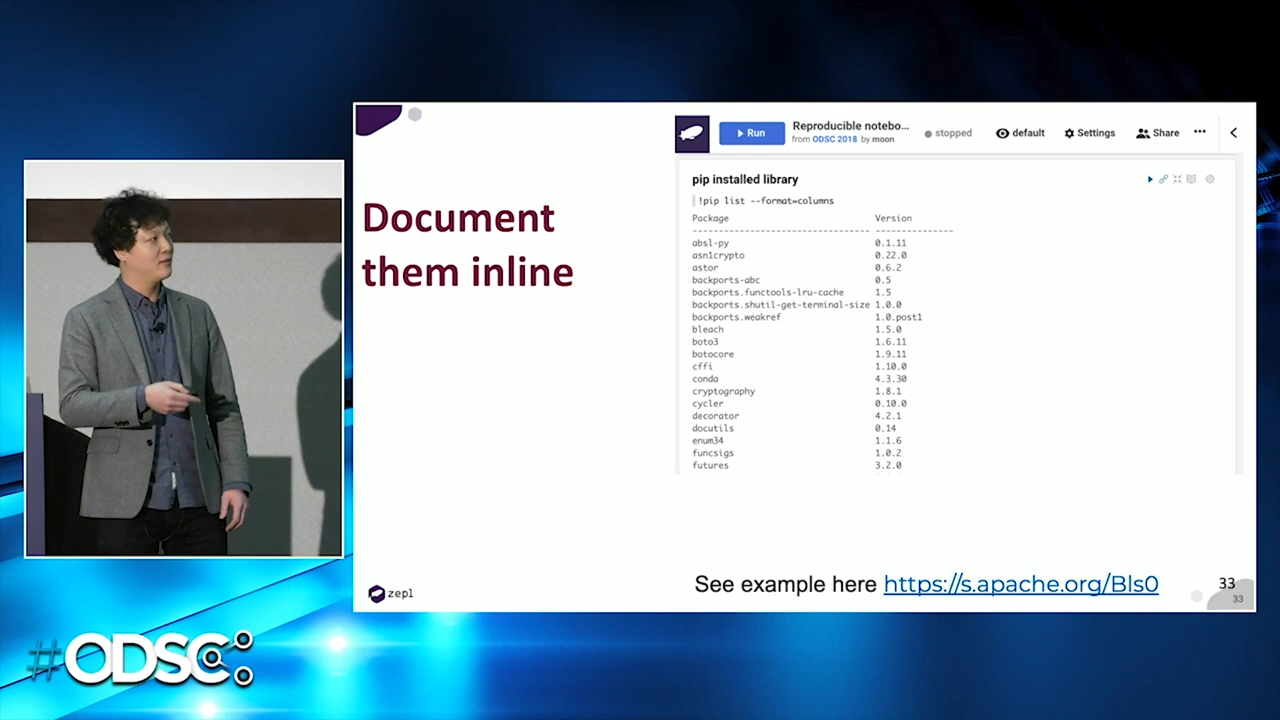 Document
them inline
Run
Reproducible notebo...
from ODSC 2018 by moon
stopped
default
Settings
Share
pip installed library
!pip list --format=columns
Package Version
--------------------------------- ---------------
absl-py 0.1.11
asn1crypto 0.22.0
astor 0.6.2
backports-abc 0.5
backports.functools-lru-cache 1.5
backports.shutil-get-terminal-size 1.0.0
backports.weakref 1.0.post1
bleach 1.5.0
boto3 1.6.11
botocore 1.9.11
cffi 1.10.0
conda 4.3.30
cryptography 1.8.1
cycler 0.10.0
decorator 4.2.1
docutils 0.14
enum34 1.1.6
funcsigs 1.0.2
futures 3.2.0
See example here https://s.apache.org/Bls0
33
33
zepl
#ODSC